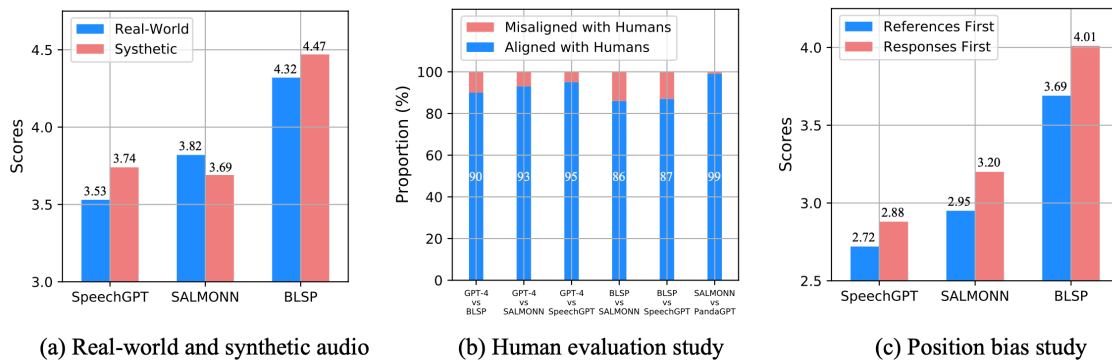 Real-World
Systhetic
4.5
4.0
3.5
3.0
Scores
3.53
3.74
3.82
3.69
4.32
4.47
SpeechGPT
SALMONN
BLSP
(a) Real-world and synthetic audio
Misaligned with Humans
Aligned with Humans
100
80
60
40
20
0
Proportion (%)
90
93
95
86
87
99
GPT-4
vs
BLSP
GPT-4
vs
SALMONN
GPT-4
vs
SpeechGPT
BLSP
vs
SALMONN
BLSP
vs
SpeechGPT
SALMONN
vs
PandaGPT
(b) Human evaluation study
References First
Responses First
4.0
3.5
3.0
2.5
Scores
2.72
2.88
2.95
3.20
3.69
4.01
SpeechGPT
SALMONN
BLSP
(c) Position bias study